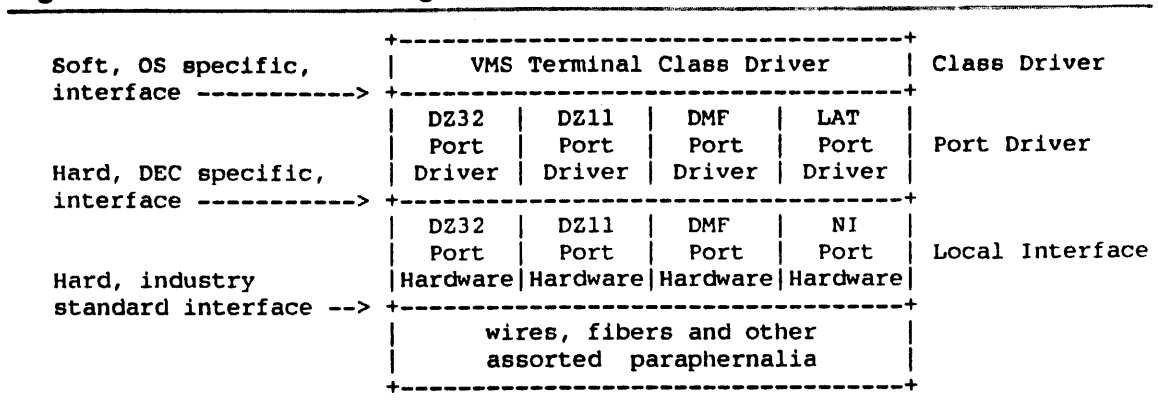 +-------------------------------------+
Soft, OS specific, | VMS Terminal Class Driver | Class Driver
interface -----------> +-------------------------------------+
| DZ32 | DZ11 | DMF | LAT |
| Port | Port | Port | Port | Port Driver
Hard, DEC specific, | Driver | Driver | Driver | Driver |
interface -----------> +-------------------------------------+
| DZ32 | DZ11 | DMF | NI |
| Port | Port | Port | Port | Local Interface
Hard, industry |Hardware|Hardware|Hardware|Hardware|
standard interface --> +-------------------------------------+
| wires, fibers and other |
| assorted paraphernalia |
+-------------------------------------+